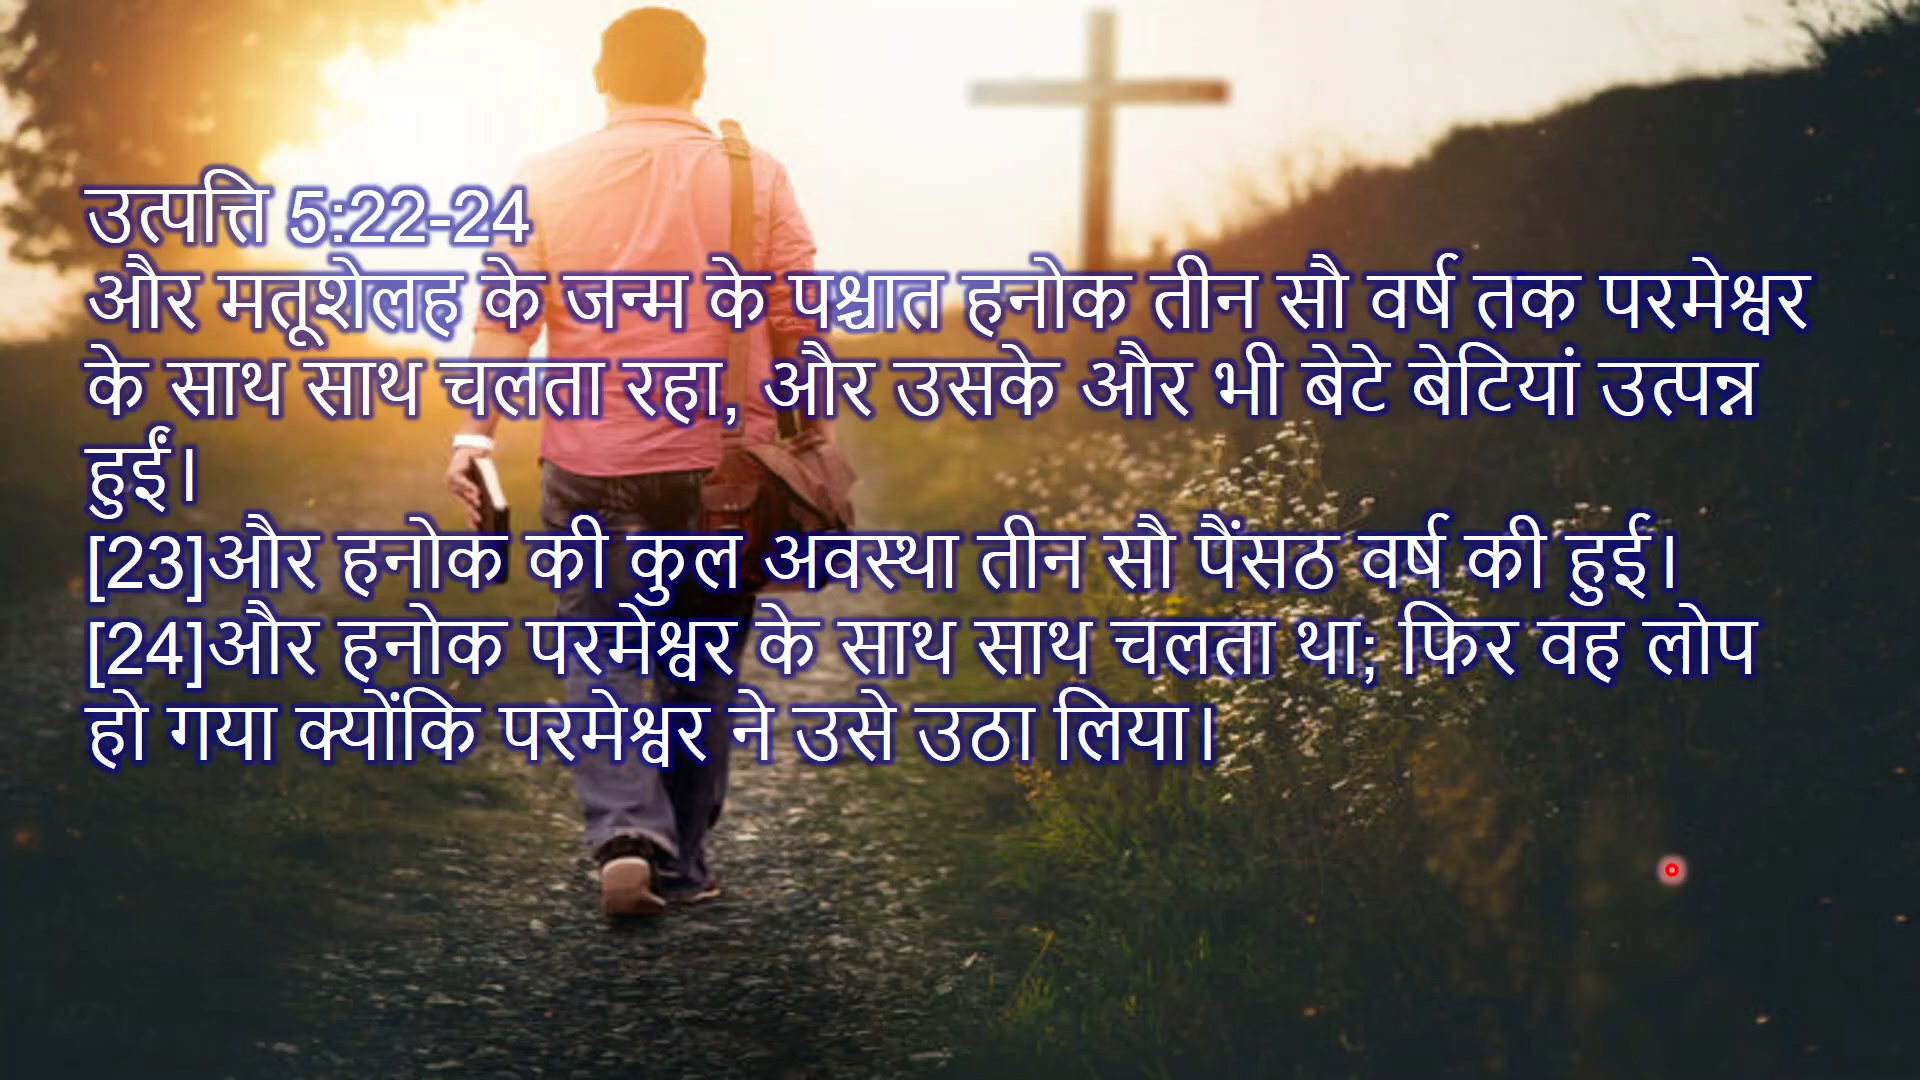 उत्पत्ति 5:22-24
और मतूशेलह के जन्म के पश्चात हनोक तीन सौ वर्ष तक परमेश्वर
के साथ साथ चलता रहा, और उसके और भी बेटे बेटियां उत्पन्न
हुईं।
[23]और हनोक की कुल अवस्था तीन सौ पैंसठ वर्ष की हुई।
[24]और हनोक परमेश्वर के साथ साथ चलता था; फिर वह लोप
हो गया क्योंकि परमेश्वर ने उसे उठा लिया।